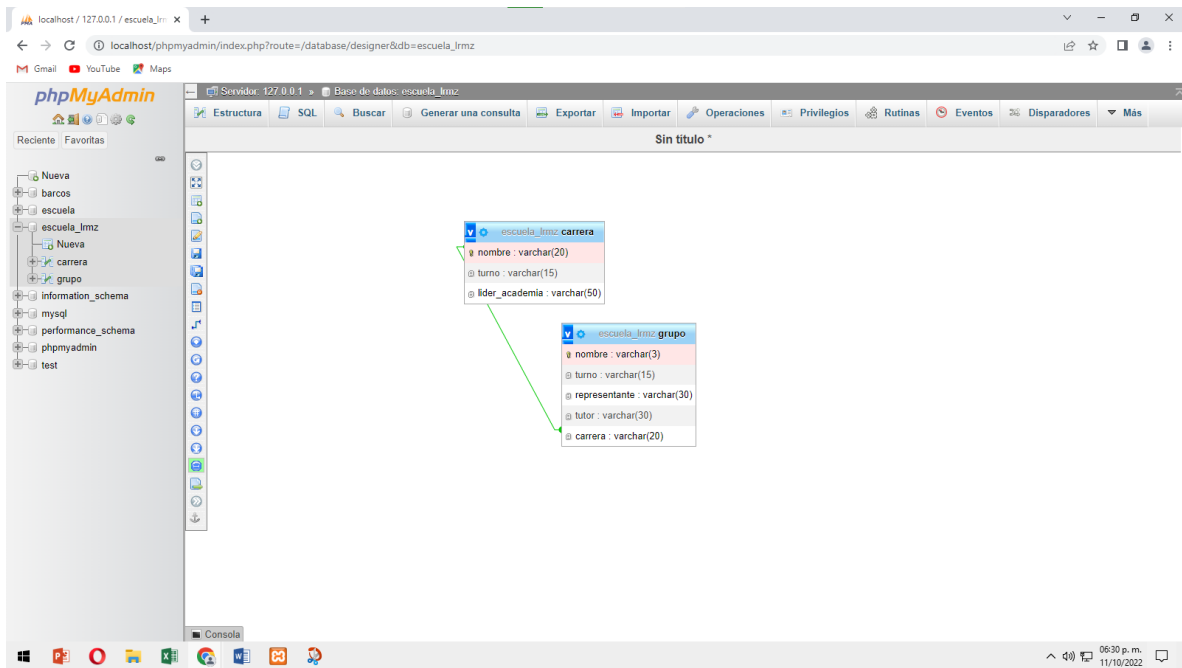 localhost / 127.0.0.1 / escuela_lrm
localhost/phpmyadmin/index.php?route=/database/designer&db=escuela_lrmz
Gmail YouTube Maps
phpMyAdmin
Reciente Favoritas
Nueva
barcos
escuela
escuela_lrmz
Nueva
carrera
grupo
information_schema
mysql
performance_schema
phpmyadmin
test
Servidor: 127.0.0.1 » Base de datos: escuela_lrmz
Estructura SQL Buscar Generar una consulta Exportar Importar Operaciones Privilegios Rutinas Eventos Disparadores Más
Sin título *
v escuela_lrmz carrera
nombre : varchar(20)
turno : varchar(15)
lider_academia : varchar(50)
v escuela_lrmz grupo
nombre : varchar(3)
turno : varchar(15)
representante : varchar(30)
tutor : varchar(30)
carrera : varchar(20)
Consola
06:30 p. m.
11/10/2022